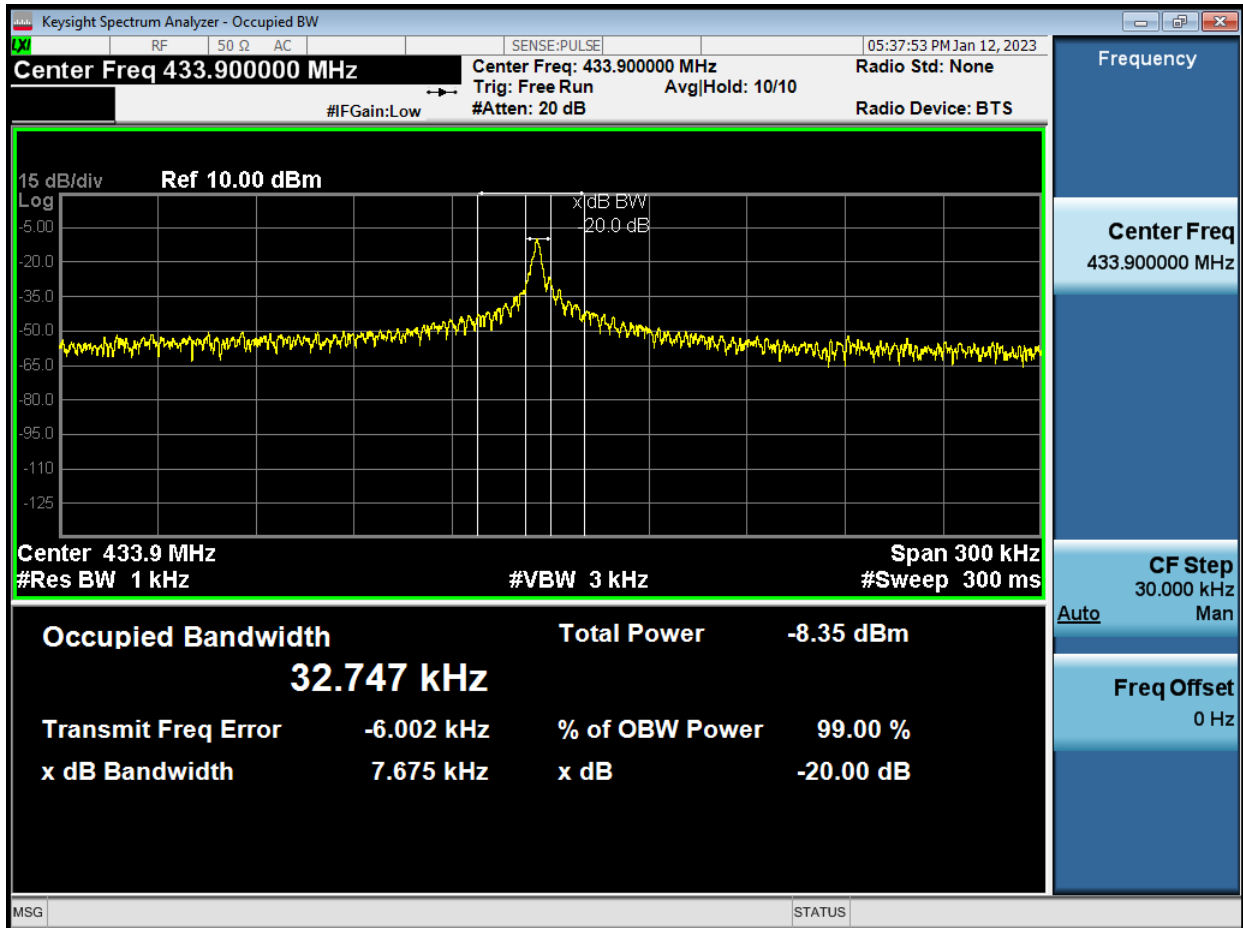 Keysight Spectrum Analyzer - Occupied BW
LXI RF 50 Ω AC SENSE:PULSE 05:37:53 PM Jan 12, 2023
Center Freq 433.900000 MHz
Center Freq: 433.900000 MHz
Radio Std: None
Trig: Free Run Avg|Hold: 10/10
#IFGain:Low
#Atten: 20 dB
Radio Device: BTS
15 dB/div Ref 10.00 dBm
Log
x dB BW
-20.0 dB
-5.00
-20.0
-35.0
-50.0
-65.0
-80.0
-95.0
-110
-125
Center 433.9 MHz Span 300 kHz
#Res BW 1 kHz #VBW 3 kHz #Sweep 300 ms
Occupied Bandwidth Total Power -8.35 dBm
32.747 kHz
Transmit Freq Error -6.002 kHz % of OBW Power 99.00 %
x dB Bandwidth 7.675 kHz x dB -20.00 dB
Frequency
Center Freq
433.900000 MHz
CF Step
30.000 kHz
Auto Man
Freq Offset
0 Hz
MSG STATUS